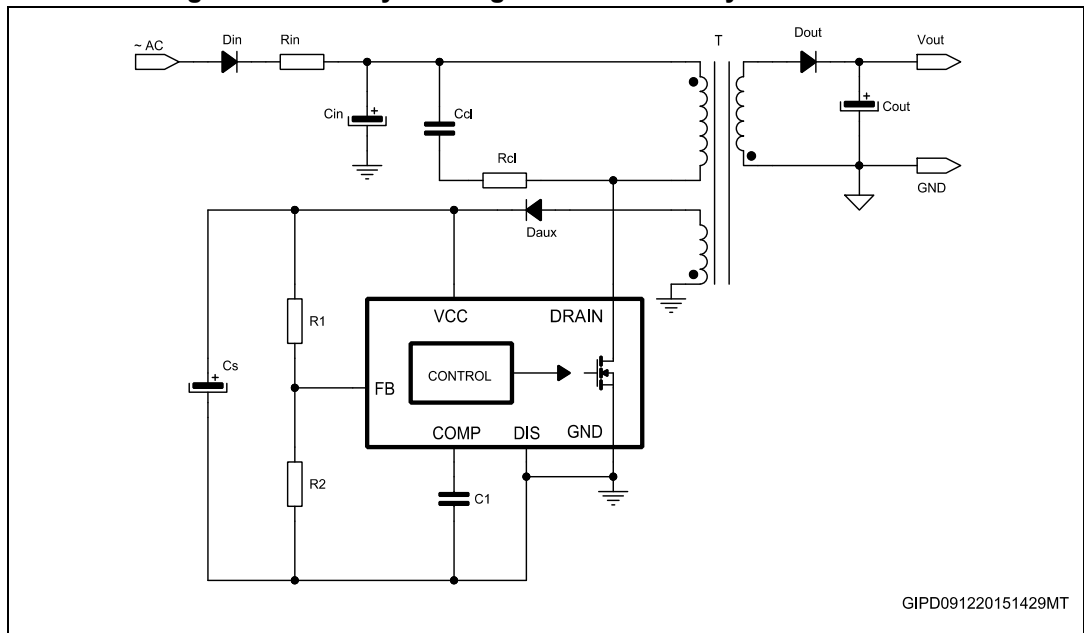 ~ AC
Din
Rin
T
Dout
Vout
Cin
+
Ccl
+
Cout
Rcl
GND
Daux
R1
VCC
DRAIN
Cs
+
CONTROL
FB
COMP
DIS
GND
R2
C1
GIPD091220151429MT